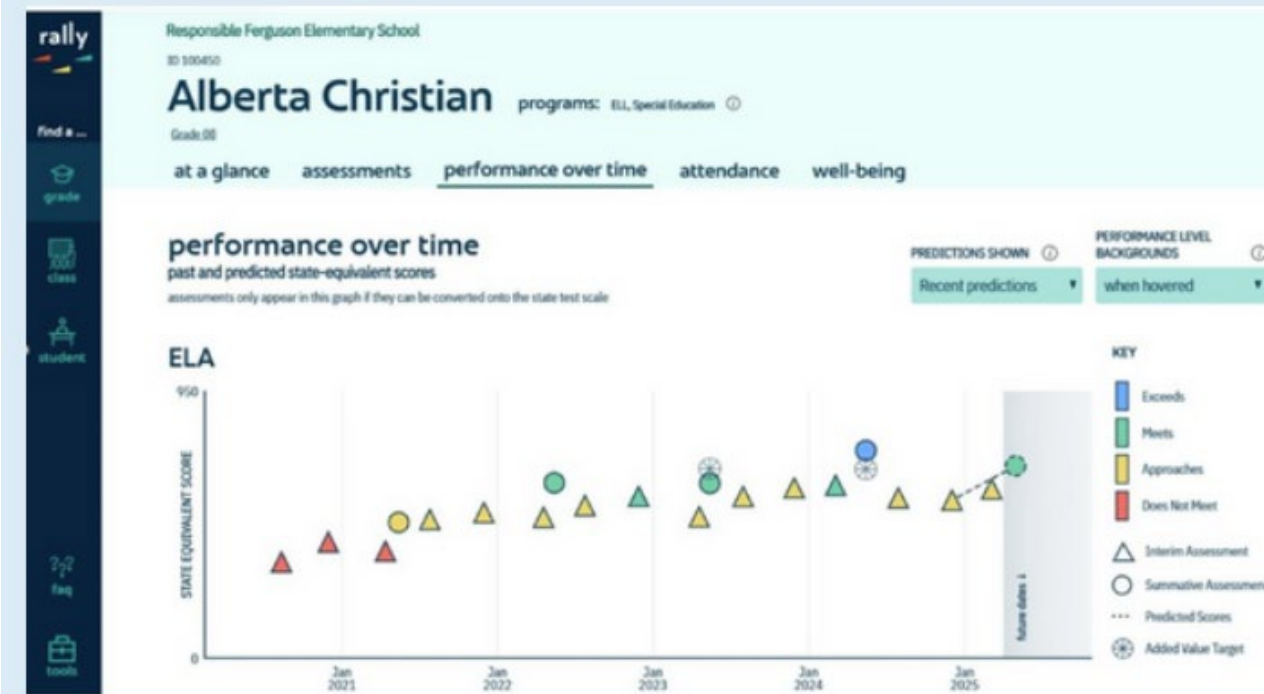 rally
find a ...
grade
class
student
faq
tools
Responsible Ferguson Elementary School
ID 100450
Alberta Christian
programs: ELL, Special Education
Grade 08
at a glance
assessments
performance over time
attendance
well-being
performance over time
past and predicted state-equivalent scores
assessments only appear in this graph if they can be converted onto the state test scale
PREDICTIONS SHOWN
Recent predictions
PERFORMANCE LEVEL
BACKGROUNDS
when hovered
ELA
950
STATE EQUIVALENT SCORE
0
Jan
2021
Jan
2022
Jan
2023
Jan
2024
Jan
2025
future dates ↓
KEY
Exceeds
Meets
Approaches
Does Not Meet
Interim Assessment
Summative Assessmen
Predicted Scores
Added Value Target